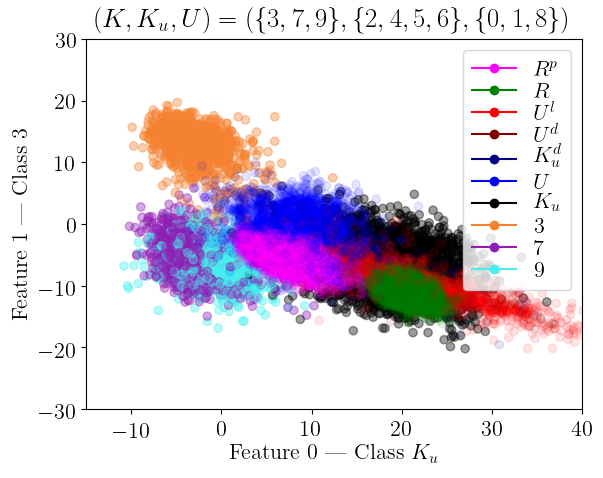 (K, K_u, U) = ({3, 7, 9}, {2, 4, 5, 6}, {0, 1, 8})
30
20
10
0
−10
−20
−30
Feature 1 — Class 3
R^p
R
U^l
U^d
K_u^d
U
K_u
3
7
9
−10 0 10 20 30 40
Feature 0 — Class K_u